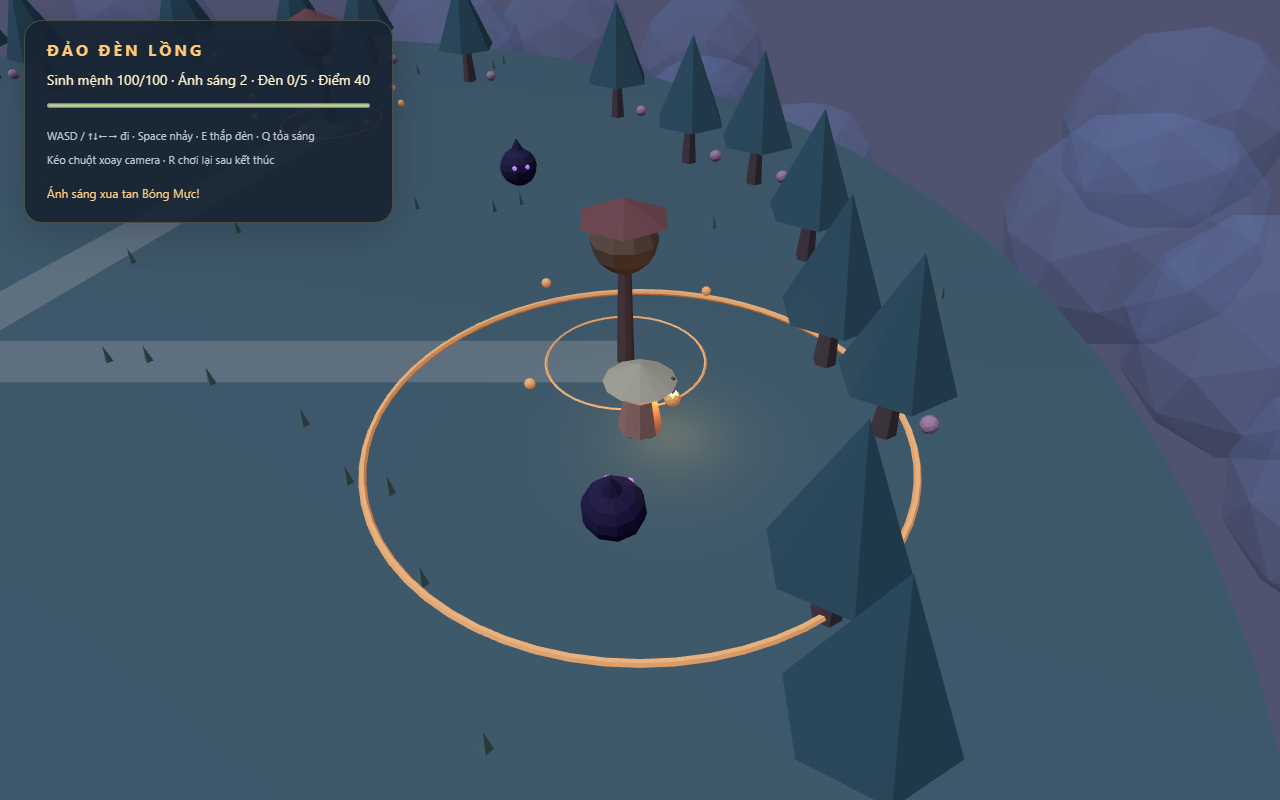 ĐẢO ĐÈN LỒNG
Sinh mệnh 100/100 · Ánh sáng 2 · Đèn 0/5 · Điểm 40
WASD / ↑↓←→ đi · Space nhảy · E thắp đèn · Q tỏa sáng
Kéo chuột xoay camera · R chơi lại sau kết thúc
Ánh sáng xua tan Bóng Mực!